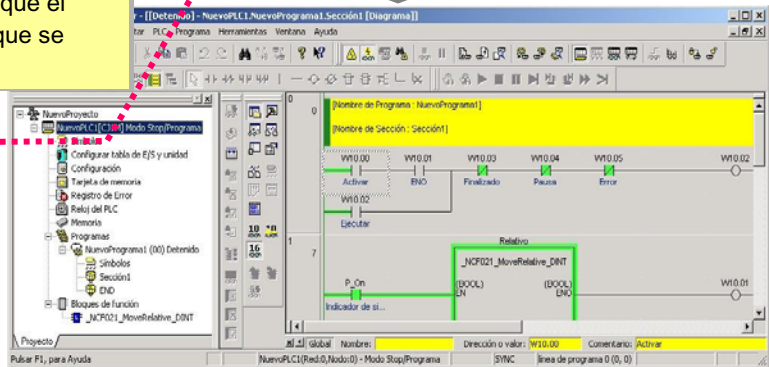 que el
que se
r - [[Detenido] - NuevoPLC1.NuevoPrograma1.Sección1 [Diagrama]]
tar PLC Programa Herramientas Ventana Ayuda
NuevoProyecto
NuevoPLC1[CJ1M] Modo Stop/Programa
Símbolo
Configurar tabla de E/S y unidad
Configuración
Tarjeta de memoria
Registro de Error
Reloj del PLC
Memoria
Programas
NuevoPrograma1 (00) Detenido
Símbolos
Sección1
END
Bloques de función
_NCF021_MoveRelative_DINT
Proyecto
0
0
[Nombre de Programa : NuevoPrograma1]
[Nombre de Sección : Sección1]
W10.00 W10.01 W10.03 W10.04 W10.05 W10.02
Activar ENO Finalizado Pausa Error
W10.02
Ejecutar
1
7
Relativo
_NCF021_MoveRelative_DINT
P_On (BOOL) (BOOL) W10.01
EN ENO
Indicador de si...
Global Nombre: Dirección o valor: W10.00 Comentario: Activar
Pulsar F1, para Ayuda NuevoPLC1(Red:0,Nodo:0) - Modo Stop/Programa SYNC línea de programa 0 (0, 0)